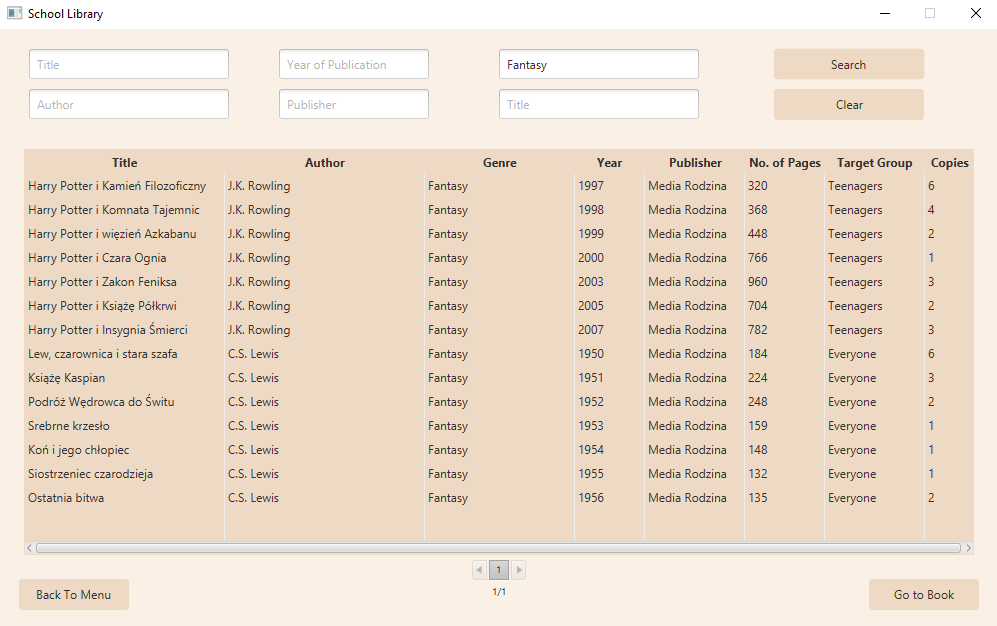 School Library
Title Year of Publication Fantasy Search
Author Publisher Title Clear
Title Author Genre Year Publisher No. of Pages Target Group Copies
Harry Potter i Kamień Filozoficzny J.K. Rowling Fantasy 1997 Media Rodzina 320 Teenagers 6
Harry Potter i Komnata Tajemnic J.K. Rowling Fantasy 1998 Media Rodzina 368 Teenagers 4
Harry Potter i więzień Azkabanu J.K. Rowling Fantasy 1999 Media Rodzina 448 Teenagers 2
Harry Potter i Czara Ognia J.K. Rowling Fantasy 2000 Media Rodzina 766 Teenagers 1
Harry Potter i Zakon Feniksa J.K. Rowling Fantasy 2003 Media Rodzina 960 Teenagers 3
Harry Potter i Książę Półkrwi J.K. Rowling Fantasy 2005 Media Rodzina 704 Teenagers 2
Harry Potter i Insygnia Śmierci J.K. Rowling Fantasy 2007 Media Rodzina 782 Teenagers 3
Lew, czarownica i stara szafa C.S. Lewis Fantasy 1950 Media Rodzina 184 Everyone 6
Książę Kaspian C.S. Lewis Fantasy 1951 Media Rodzina 224 Everyone 3
Podróż Wędrowca do Świtu C.S. Lewis Fantasy 1952 Media Rodzina 248 Everyone 2
Srebrne krzesło C.S. Lewis Fantasy 1953 Media Rodzina 159 Everyone 1
Koń i jego chłopiec C.S. Lewis Fantasy 1954 Media Rodzina 148 Everyone 1
Siostrzeniec czarodzieja C.S. Lewis Fantasy 1955 Media Rodzina 132 Everyone 1
Ostatnia bitwa C.S. Lewis Fantasy 1956 Media Rodzina 135 Everyone 2
1
1/1
Back To Menu Go to Book